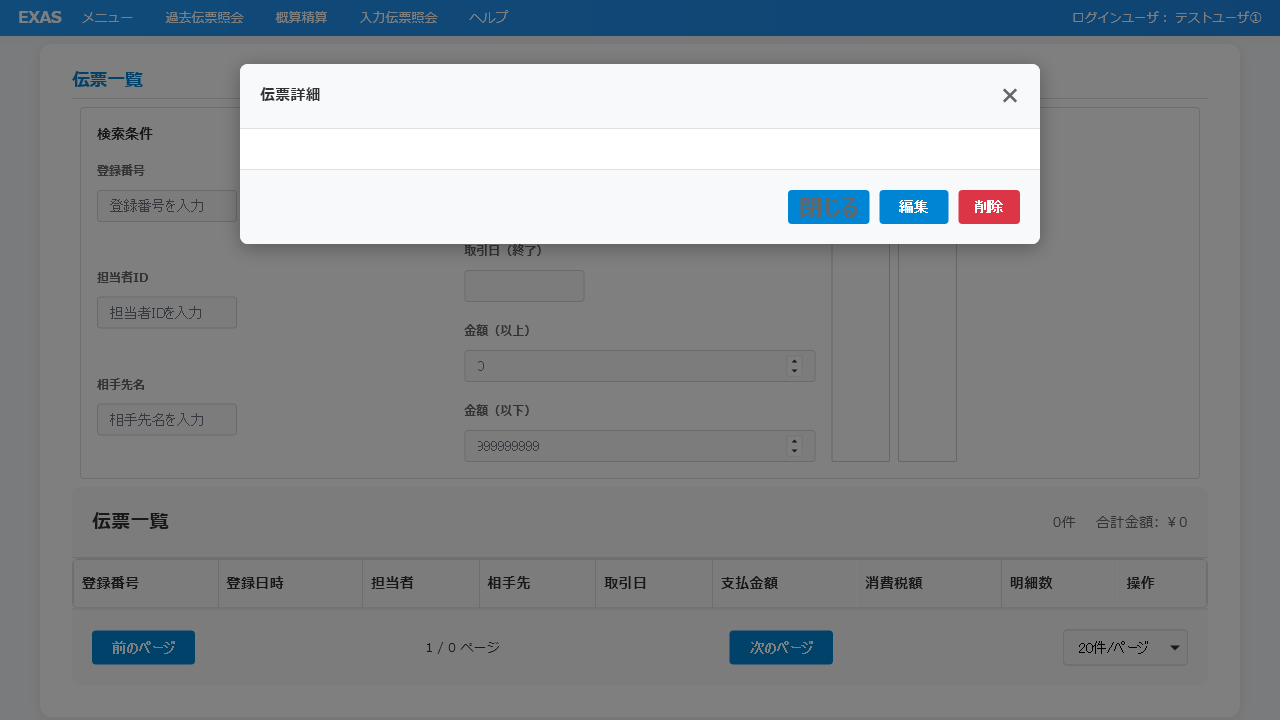 EXAS メニュー 過去伝票照会 概算精算 入力伝票照会 ヘルプ ログインユーザ： テストユーザ①
伝票一覧
伝票詳細 ×
検索条件
登録番号
登録番号を入力
閉じる 編集 削除
取引日（終了）
担当者ID
担当者IDを入力
金額（以上）
0
相手先名
相手先名を入力
金額（以下）
999999999
伝票一覧 0件 合計金額: ¥0
登録番号 登録日時 担当者 相手先 取引日 支払金額 消費税額 明細数 操作
前のページ 1 / 0 ページ 次のページ 20件/ページ